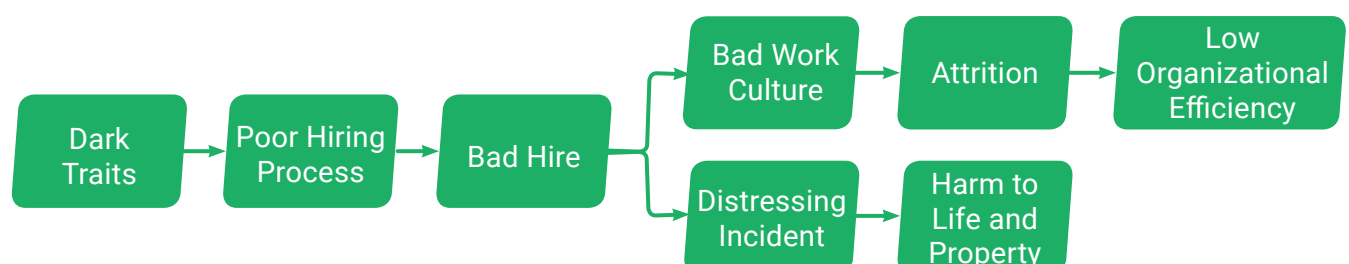 Dark
Traits
Poor Hiring
Process
Bad Hire
Bad Work
Culture
Attrition
Low
Organizational
Efficiency
Distressing
Incident
Harm to
Life and
Property